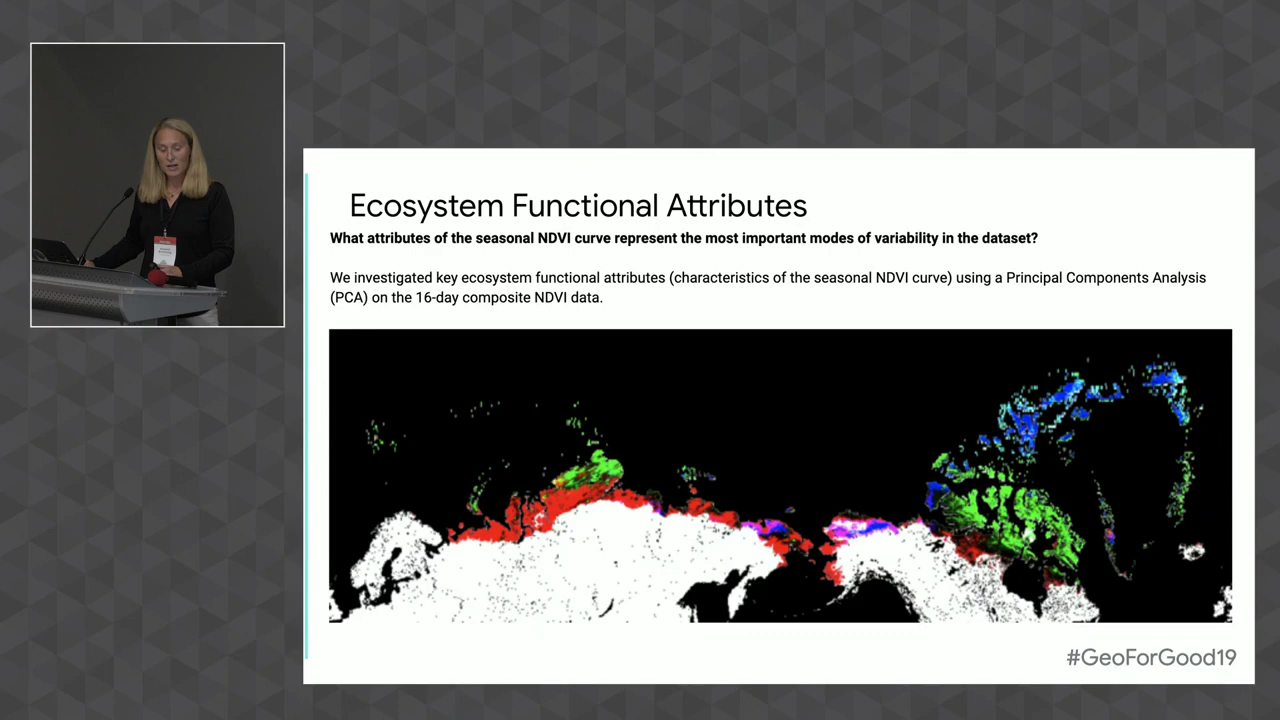 Ecosystem Functional Attributes
What attributes of the seasonal NDVI curve represent the most important modes of variability in the dataset?
We investigated key ecosystem functional attributes (characteristics of the seasonal NDVI curve) using a Principal Components Analysis
(PCA) on the 16-day composite NDVI data.
#GeoForGood19